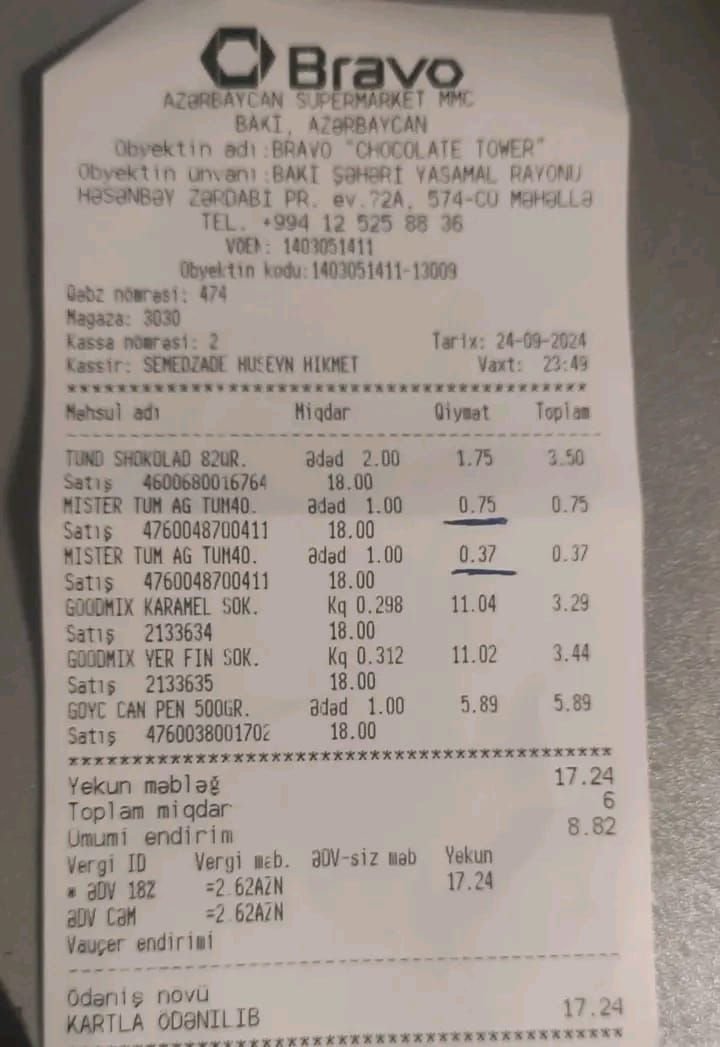 Bravo
AZƏRBAYCAN SUPERMARKET MMC
BAKI, AZƏRBAYCAN
Obyektin adı:BRAVO "CHOCOLATE TOWER"
Obyektin ünvanı:BAKI ŞƏHƏRİ YASAMAL RAYONU
HƏSƏNBƏY ZƏRDABİ PR. ev.72A, 574-CÜ MƏHƏLLƏ
TEL. +994 12 525 88 36
VÖEN: 1403051411
Obyektin kodu:1403051411-13009
Qəbz nömrəsi: 474
Magaza: 3030
Kassa nömrəsi: 2 Tarix: 24-09-2024
Kassir: SEMEDZADE HUSEYN HIKMET Vaxt: 23:49
Məhsul adı Miqdar Qiymət Toplam
TUND SHOKOLAD 82QR. ədəd 2.00 1.75 3.50
Satış 4600680016764 18.00
MISTER TUM AG TUM40. ədəd 1.00 0.75 0.75
Satış 4760048700411 18.00
MISTER TUM AG TUM40. ədəd 1.00 0.37 0.37
Satış 4760048700411 18.00
GOODMIX KARAMEL SOK. Kq 0.298 11.04 3.29
Satış 2133634 18.00
GOODMIX YER FIN SOK. Kq 0.312 11.02 3.44
Satış 2133635 18.00
GOYC CAN PEN 500GR. ədəd 1.00 5.89 5.89
Satış 4760038001702 18.00
Yekun məbləğ 17.24
Toplam miqdar 6
Ümumi endirim 8.82
Vergi ID Vergi məb. ƏDV-siz məb Yekun
* ƏDV 18% =2.62AZN 17.24
ƏDV CƏM =2.62AZN
Vauçer endirimi
Ödəniş növü
KARTLA ÖDƏNİLİB 17.24